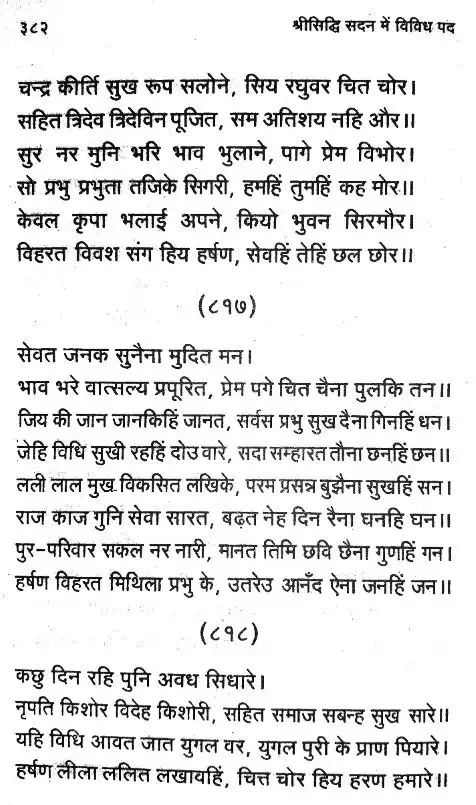 ३८२ श्रीसिद्धि सदन में विविध पद
चन्द्र कीर्ति सुख रूप सलोने, सिय रघुवर चित चोर।
सहित त्रिदेव त्रिदेविन पूजित, सम अतिशय नहि और॥
सुर नर मुनि भरि भाव भुलाने, पागे प्रेम विभोर।
सो प्रभु प्रभुता तजिके सिगरी, हमहिं तुमहिं कह मोर॥
केवल कृपा भलाई अपने, कियो भुवन सिरमौर।
विहरत विवश संग हिय हर्षण, सेवहिं तेहिं छल छोर॥
(८१७)
सेवत जनक सुनैना मुदित मन।
भाव भरे वात्सल्य प्रपूरित, प्रेम पगे चित चैना पुलकि तन॥
जिय की जान जानकिहिं जानत, सर्वस प्रभु सुख दैना गिनहिं धन।
जेहि विधि सुखी रहहिं दोउ वारे, सदा सम्हारत तौना छनहिं छन॥
लली लाल मुख विकसित लखिके, परम प्रसन्न बुझैना सुखहिं सन।
राज काज गुनि सेवा सारत, बढ़त नेह दिन रैना घनहि घन॥
पुर-परिवार सकल नर नारी, मानत तिमि छवि छैना गुणहिं गन।
हर्षण विहरत मिथिला प्रभु के, उतरेउ आनँद ऐना जनहिं जन॥
(८१८)
कछु दिन रहि पुनि अवध सिधारे।
नृपति किशोर विदेह किशोरी, सहित समाज सबन्ह सुख सारे॥
यहि विधि आवत जात युगल वर, युगल पुरी के प्राण पियारे।
हर्षण लीला ललित लखावहिं, चित्त चोर हिय हरण हमारे॥